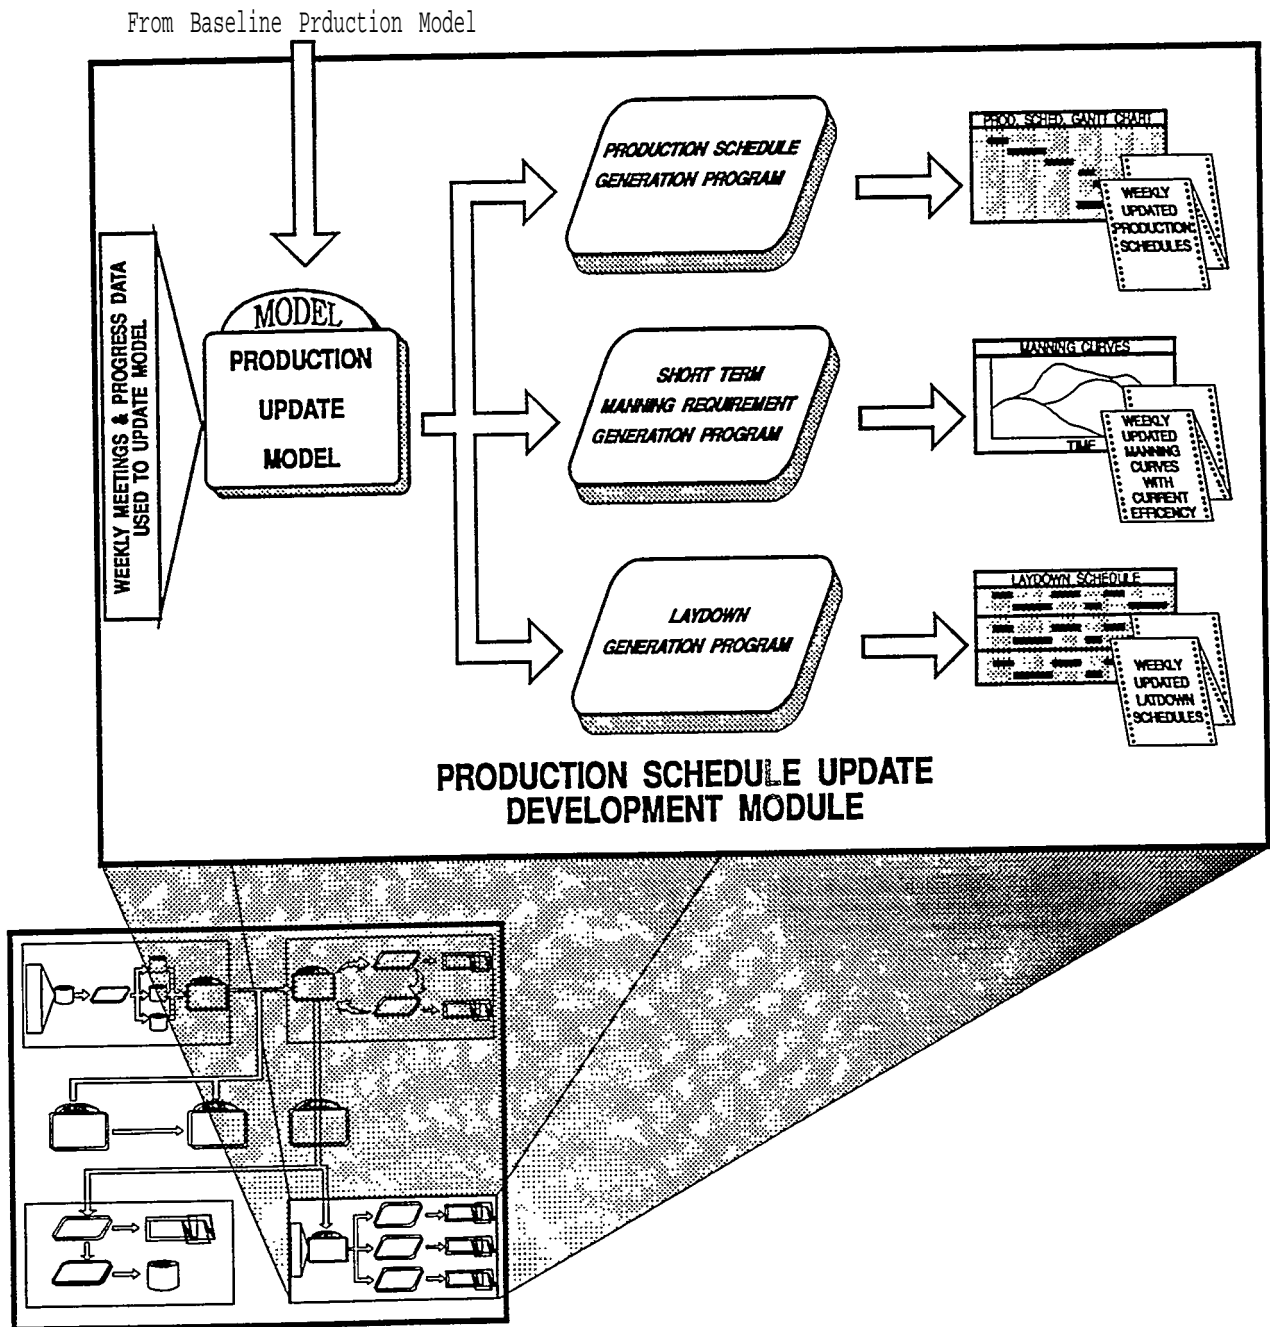 From Baseline Prduction Model
WEEKLY MEETINGS & PROGRESS DATA
USED TO UPDATE MODEL
MODEL
PRODUCTION
UPDATE
MODEL
PRODUCTION SCHEDULE
GENERATION PROGRAM
PROD. SCHED. GANTT CHART
WEEKLY
UPDATED
PRODUCTION
SCHEDULES
SHORT TERM
MANNING REQUIREMENT
GENERATION PROGRAM
MANNING CURVES
TIME
WEEKLY
UPDATED
MANNING
CURVES
WITH
CURRENT
EFFICENCY
LAYDOWN
GENERATION PROGRAM
LAYDOWN SCHEDULE
WEEKLY
UPDATED
LATDOWN
SCHEDULES
PRODUCTION SCHEDULE UPDATE
DEVELOPMENT MODULE